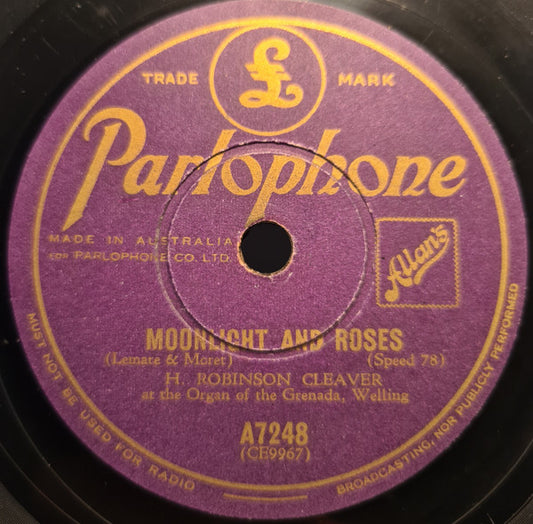 £
TRADE MARK
Parlophone
MADE IN AUSTRALIA
FOR PARLOPHONE CO. LTD.
Allan's
MOONLIGHT AND ROSES
(Lemare & Moret) (Speed 78)
H. ROBINSON CLEAVER
at the Organ of the Grenada, Welling
A7248
(CE9967)
MUST NOT BE USED FOR RADIO BROADCASTING, NOR PUBLICLY PERFORMED